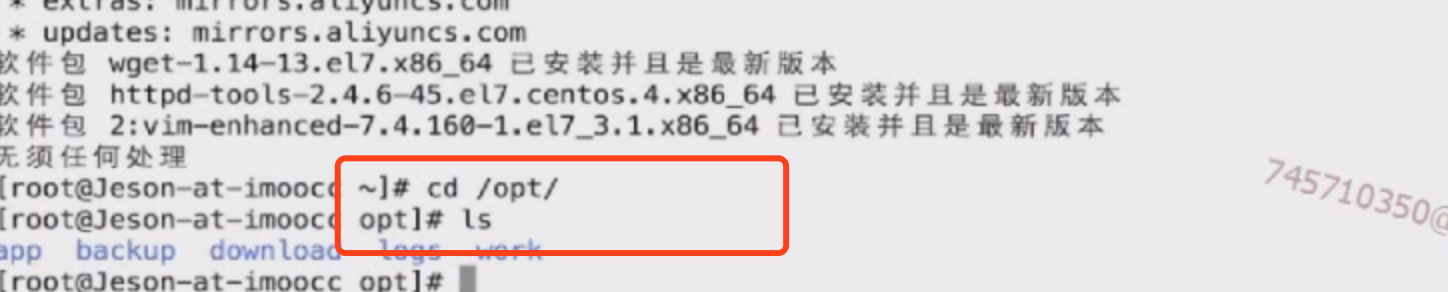 * extras: mirrors.aliyuncs.com
* updates: mirrors.aliyuncs.com
软件包 wget-1.14-13.el7.x86_64 已安装并且是最新版本
软件包 httpd-tools-2.4.6-45.el7.centos.4.x86_64 已安装并且是最新版本
软件包 2:vim-enhanced-7.4.160-1.el7_3.1.x86_64 已安装并且是最新版本
无须任何处理
[root@Jeson-at-imoocc ~]# cd /opt/
[root@Jeson-at-imoocc opt]# ls
app backup download logs work
[root@Jeson-at-imoocc opt]#
745710350@